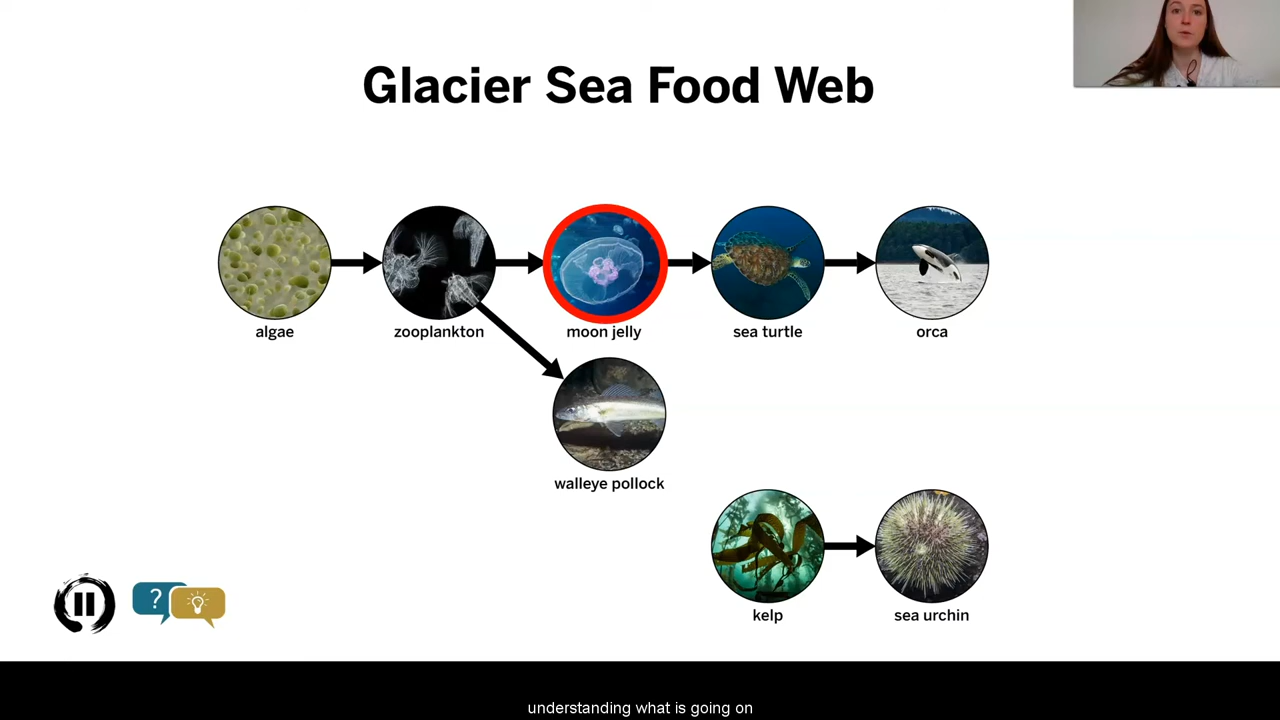 Glacier Sea Food Web
algae
zooplankton
moon jelly
sea turtle
orca
walleye pollock
kelp
sea urchin
?
understanding what is going on